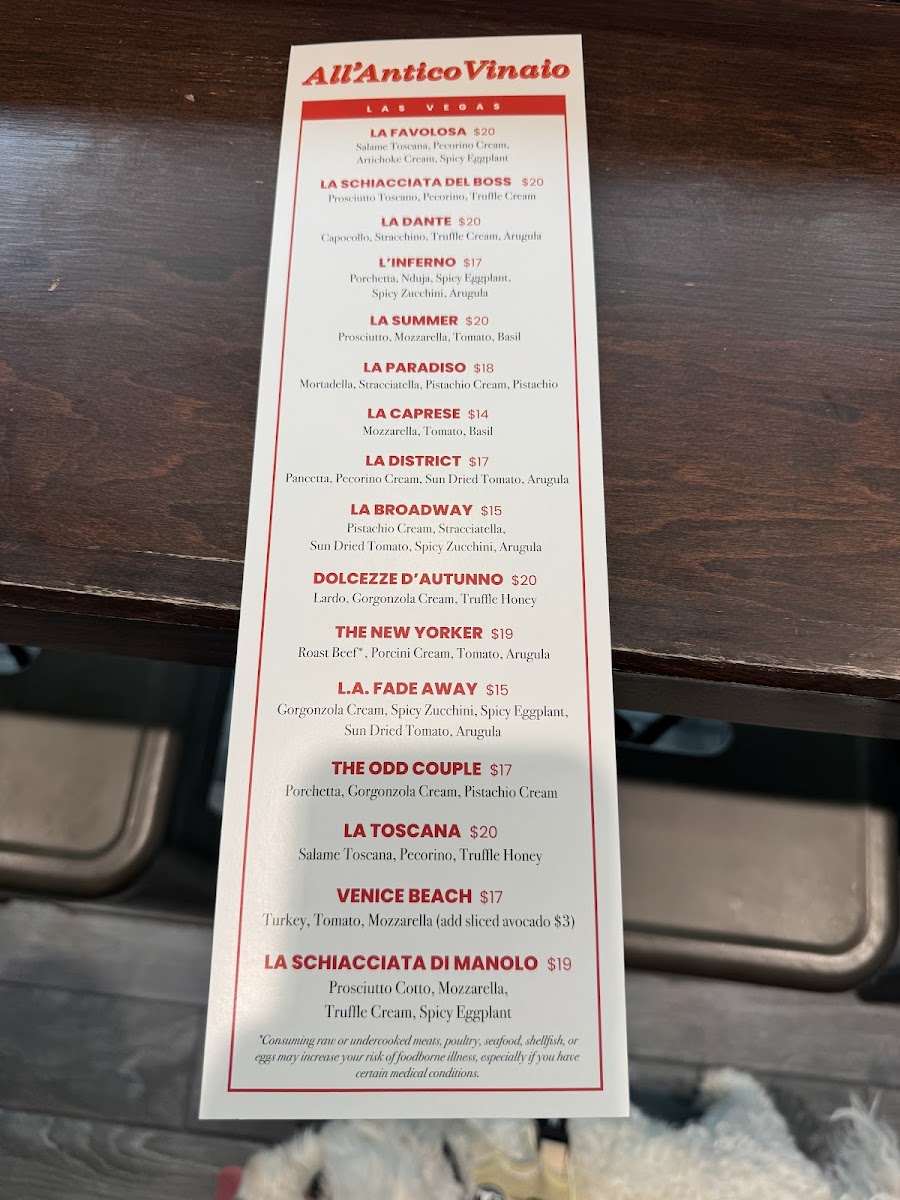 All'Antico Vinaio
LAS VEGAS
LA FAVOLOSA $20
Salame Toscana, Pecorino Cream,
Artichoke Cream, Spicy Eggplant
LA SCHIACCIATA DEL BOSS $20
Prosciutto Toscano, Pecorino, Truffle Cream
LA DANTE $20
Capocollo, Stracchino, Truffle Cream, Arugula
L'INFERNO $17
Porchetta, Nduja, Spicy Eggplant,
Spicy Zucchini, Arugula
LA SUMMER $20
Prosciutto, Mozzarella, Tomato, Basil
LA PARADISO $18
Mortadella, Stracciatella, Pistachio Cream, Pistachio
LA CAPRESE $14
Mozzarella, Tomato, Basil
LA DISTRICT $17
Pancetta, Pecorino Cream, Sun Dried Tomato, Arugula
LA BROADWAY $15
Pistachio Cream, Stracciatella,
Sun Dried Tomato, Spicy Zucchini, Arugula
DOLCEZZE D'AUTUNNO $20
Lardo, Gorgonzola Cream, Truffle Honey
THE NEW YORKER $19
Roast Beef*, Porcini Cream, Tomato, Arugula
L.A. FADE AWAY $15
Gorgonzola Cream, Spicy Zucchini, Spicy Eggplant,
Sun Dried Tomato, Arugula
THE ODD COUPLE $17
Porchetta, Gorgonzola Cream, Pistachio Cream
LA TOSCANA $20
Salame Toscana, Pecorino, Truffle Honey
VENICE BEACH $17
Turkey, Tomato, Mozzarella (add sliced avocado $3)
LA SCHIACCIATA DI MANOLO $19
Prosciutto Cotto, Mozzarella,
Truffle Cream, Spicy Eggplant
*Consuming raw or undercooked meats, poultry, seafood, shellfish, or
eggs may increase your risk of foodborne illness, especially if you have
certain medical conditions.